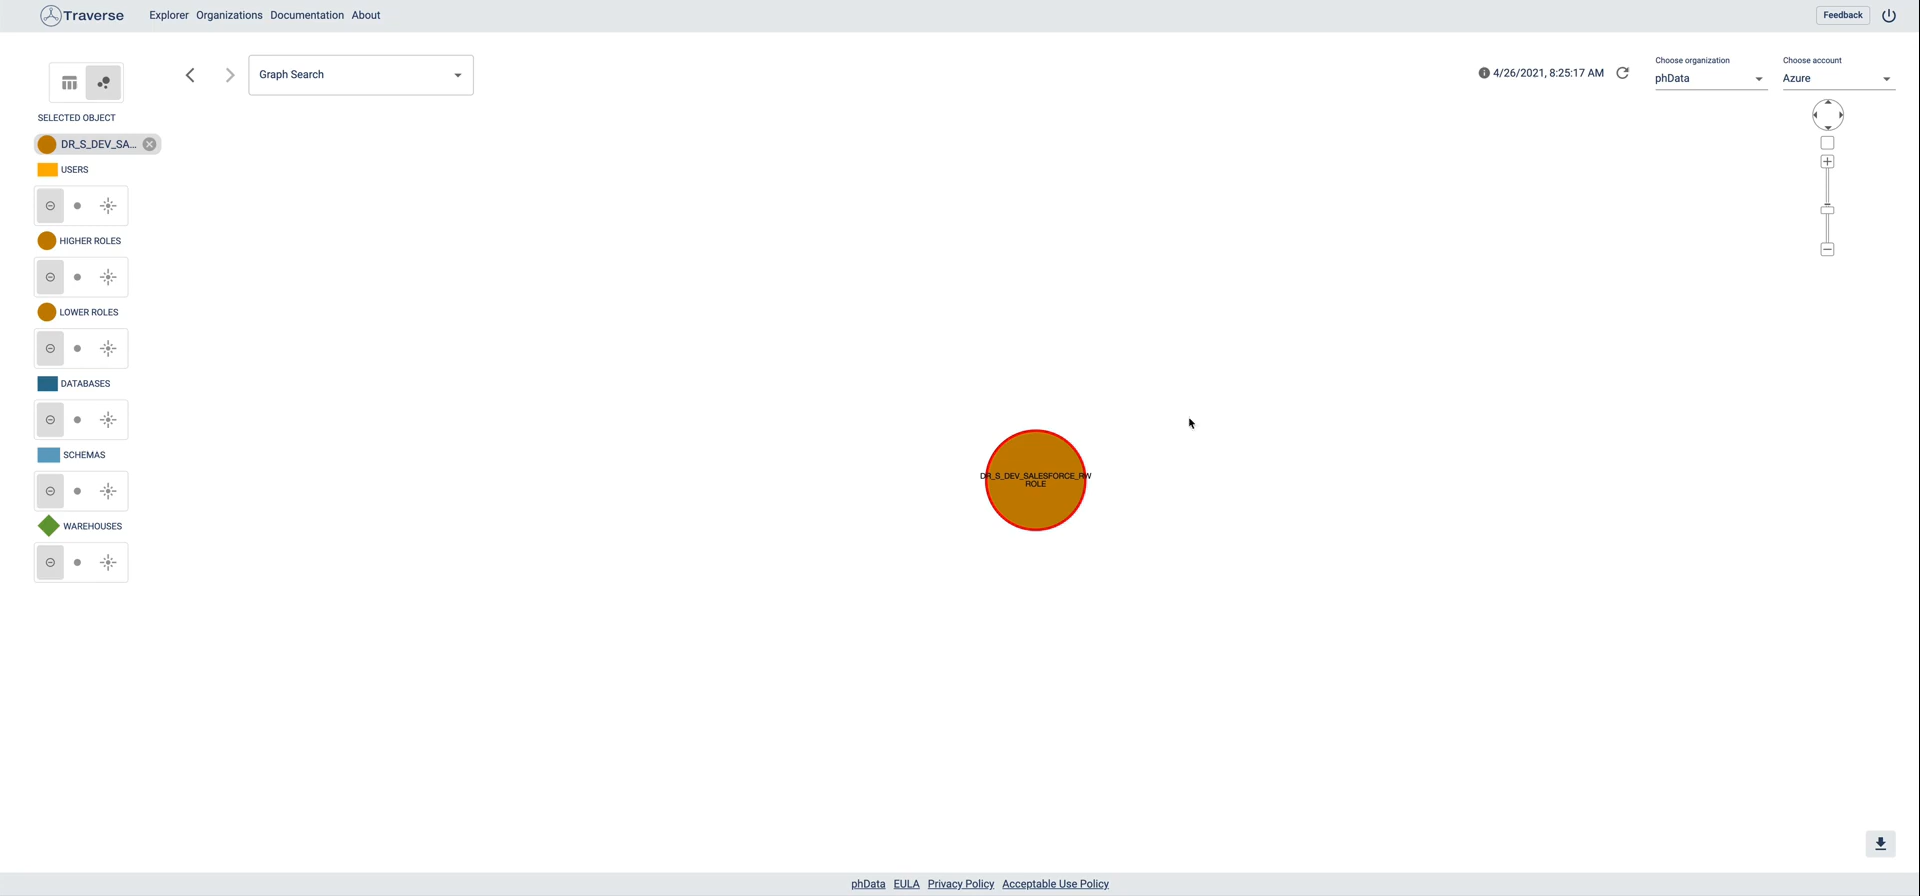 Traverse Explorer Organizations Documentation About Feedback
Graph Search
4/26/2021, 8:25:17 AM
Choose organization
phData
Choose account
Azure
SELECTED OBJECT
DR_S_DEV_SA...
USERS
HIGHER ROLES
LOWER ROLES
DATABASES
SCHEMAS
WAREHOUSES
DR_S_DEV_SALESFORCE_RW
ROLE
phData EULA Privacy Policy Acceptable Use Policy